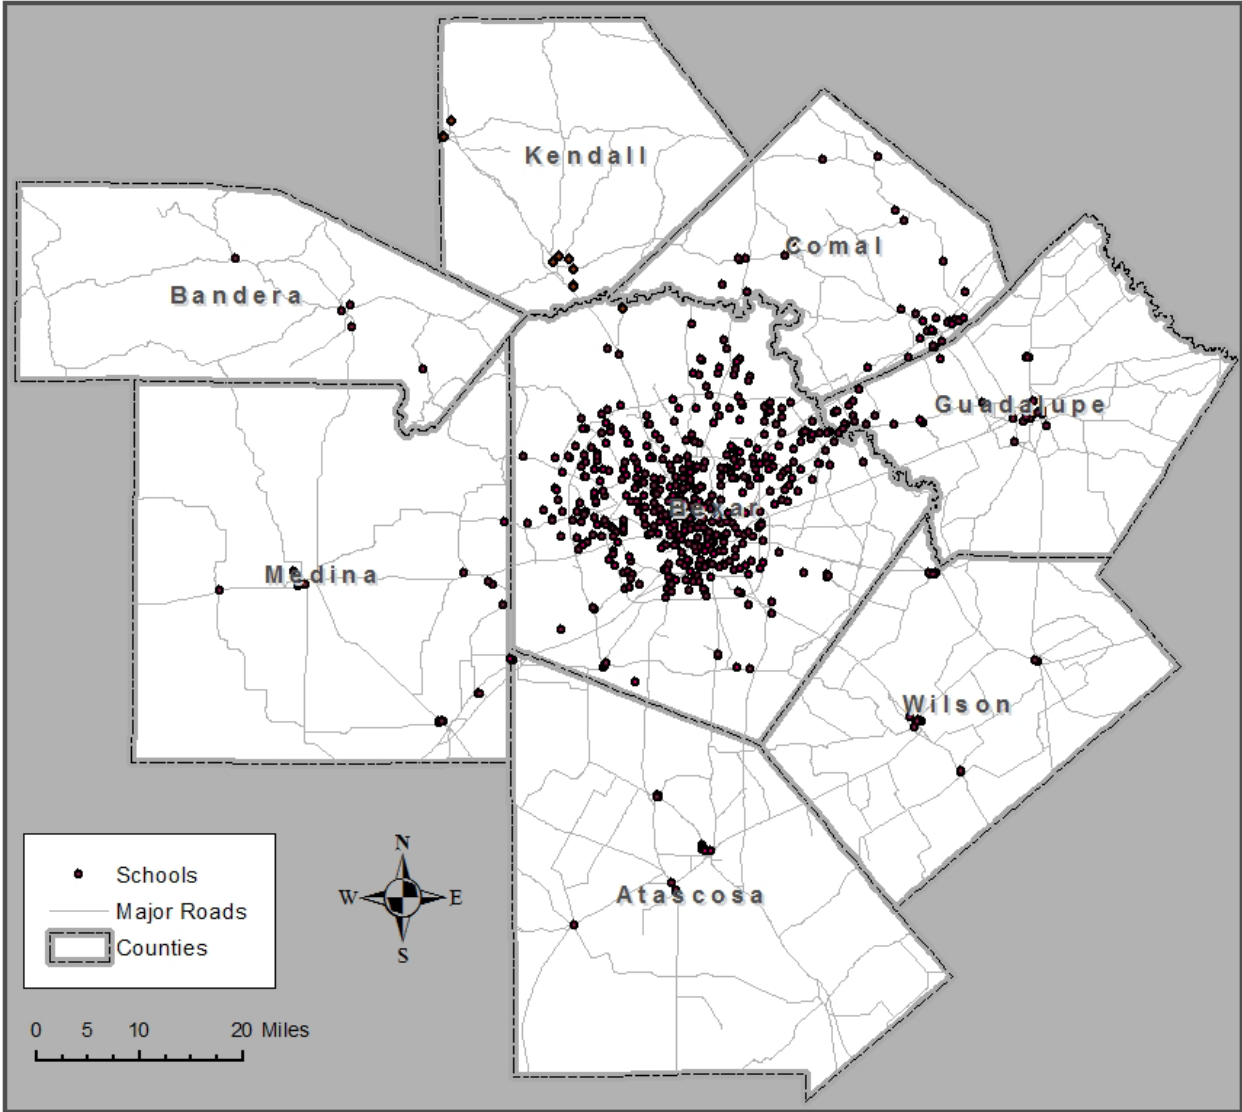 Kendall
Comal
Bandera
Guadalupe
Bexar
Medina
Wilson
Atascosa
N
W E
S
Schools
Major Roads
Counties
0 5 10 20 Miles